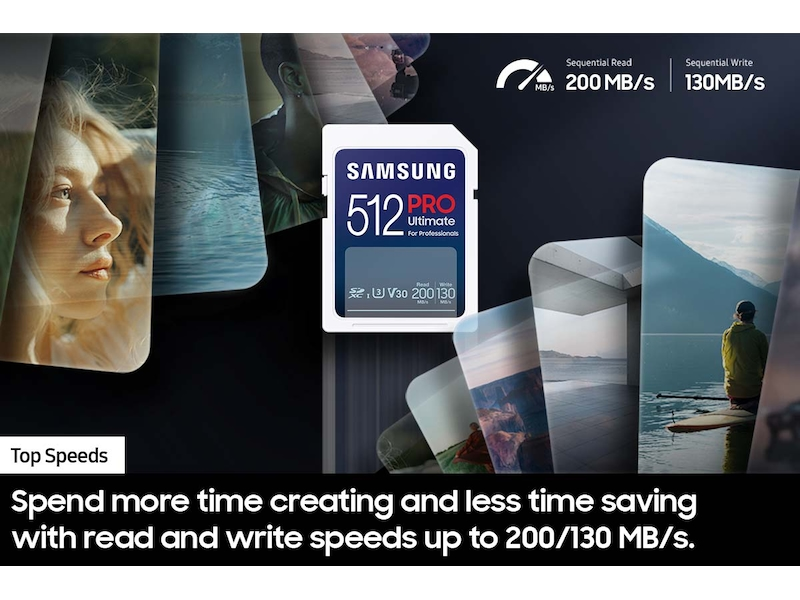 Sequential Read
200 MB/s
Sequential Write
130MB/s
MB/s
SAMSUNG
512 PRO
Ultimate
For Professionals
Read Write
SD XC I U3 V30 200 130
MB/s MB/s
Top Speeds
Spend more time creating and less time saving
with read and write speeds up to 200/130 MB/s.